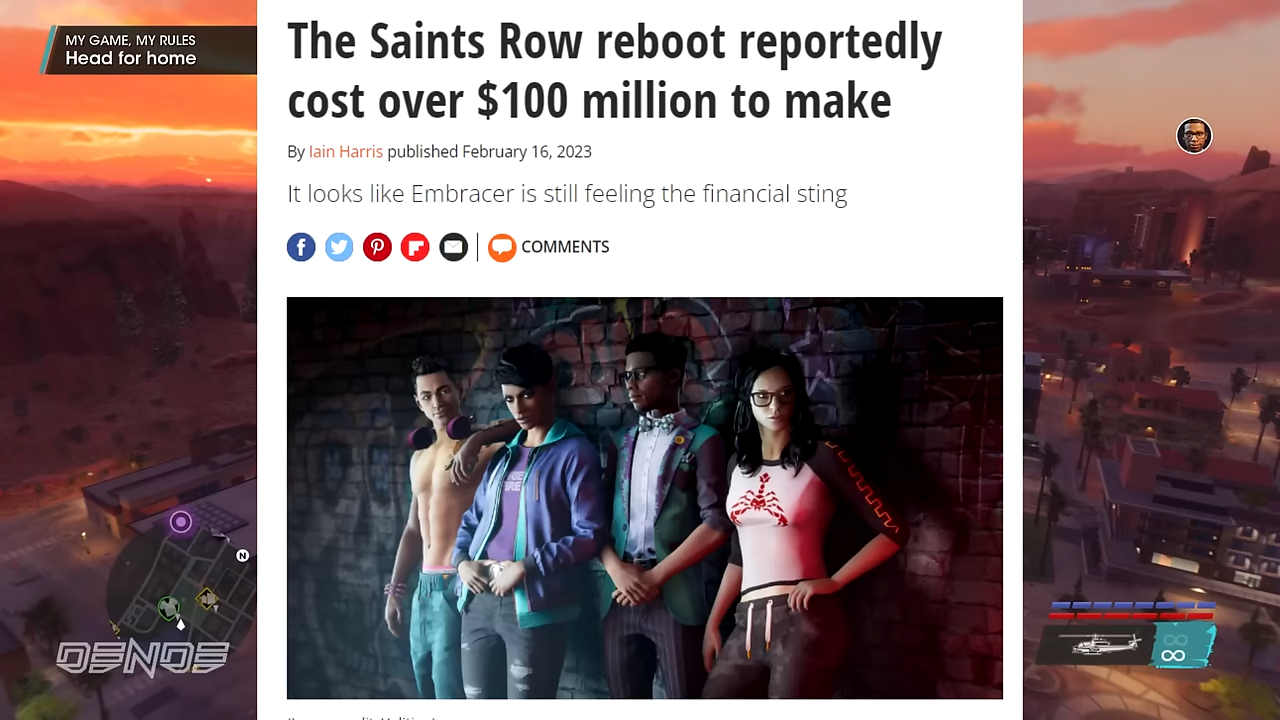 MY GAME, MY RULES
Head for home
The Saints Row reboot reportedly
cost over $100 million to make
By Iain Harris published February 16, 2023
It looks like Embracer is still feeling the financial sting
COMMENTS
N